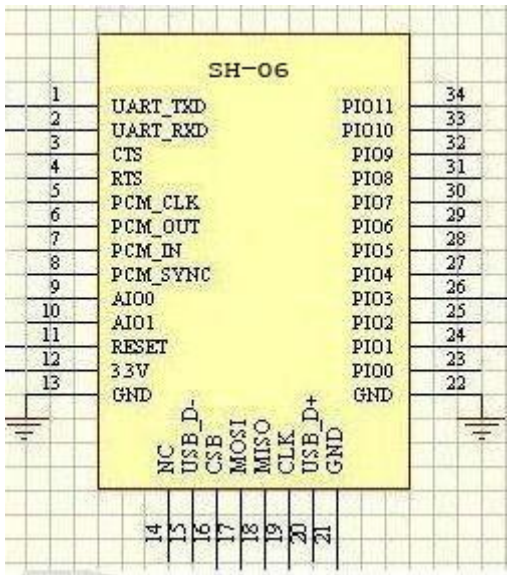 SH-06
1 UART_TXD PIO11 34
2 UART_RXD PIO10 33
3 CTS PIO9 32
4 RTS PIO8 31
5 PCM_CLK PIO7 30
6 PCM_OUT PIO6 29
7 PCM_IN PIO5 28
8 PCM_SYNC PIO4 27
9 AIO0 PIO3 26
10 AIO1 PIO2 25
11 RESET PIO1 24
12 3.3V PIO0 23
13 GND GND 22
NC
USB_D-
CSB
MOSI
MISO
CLK
USB_D+
GND
14
15
16
17
18
19
20
21